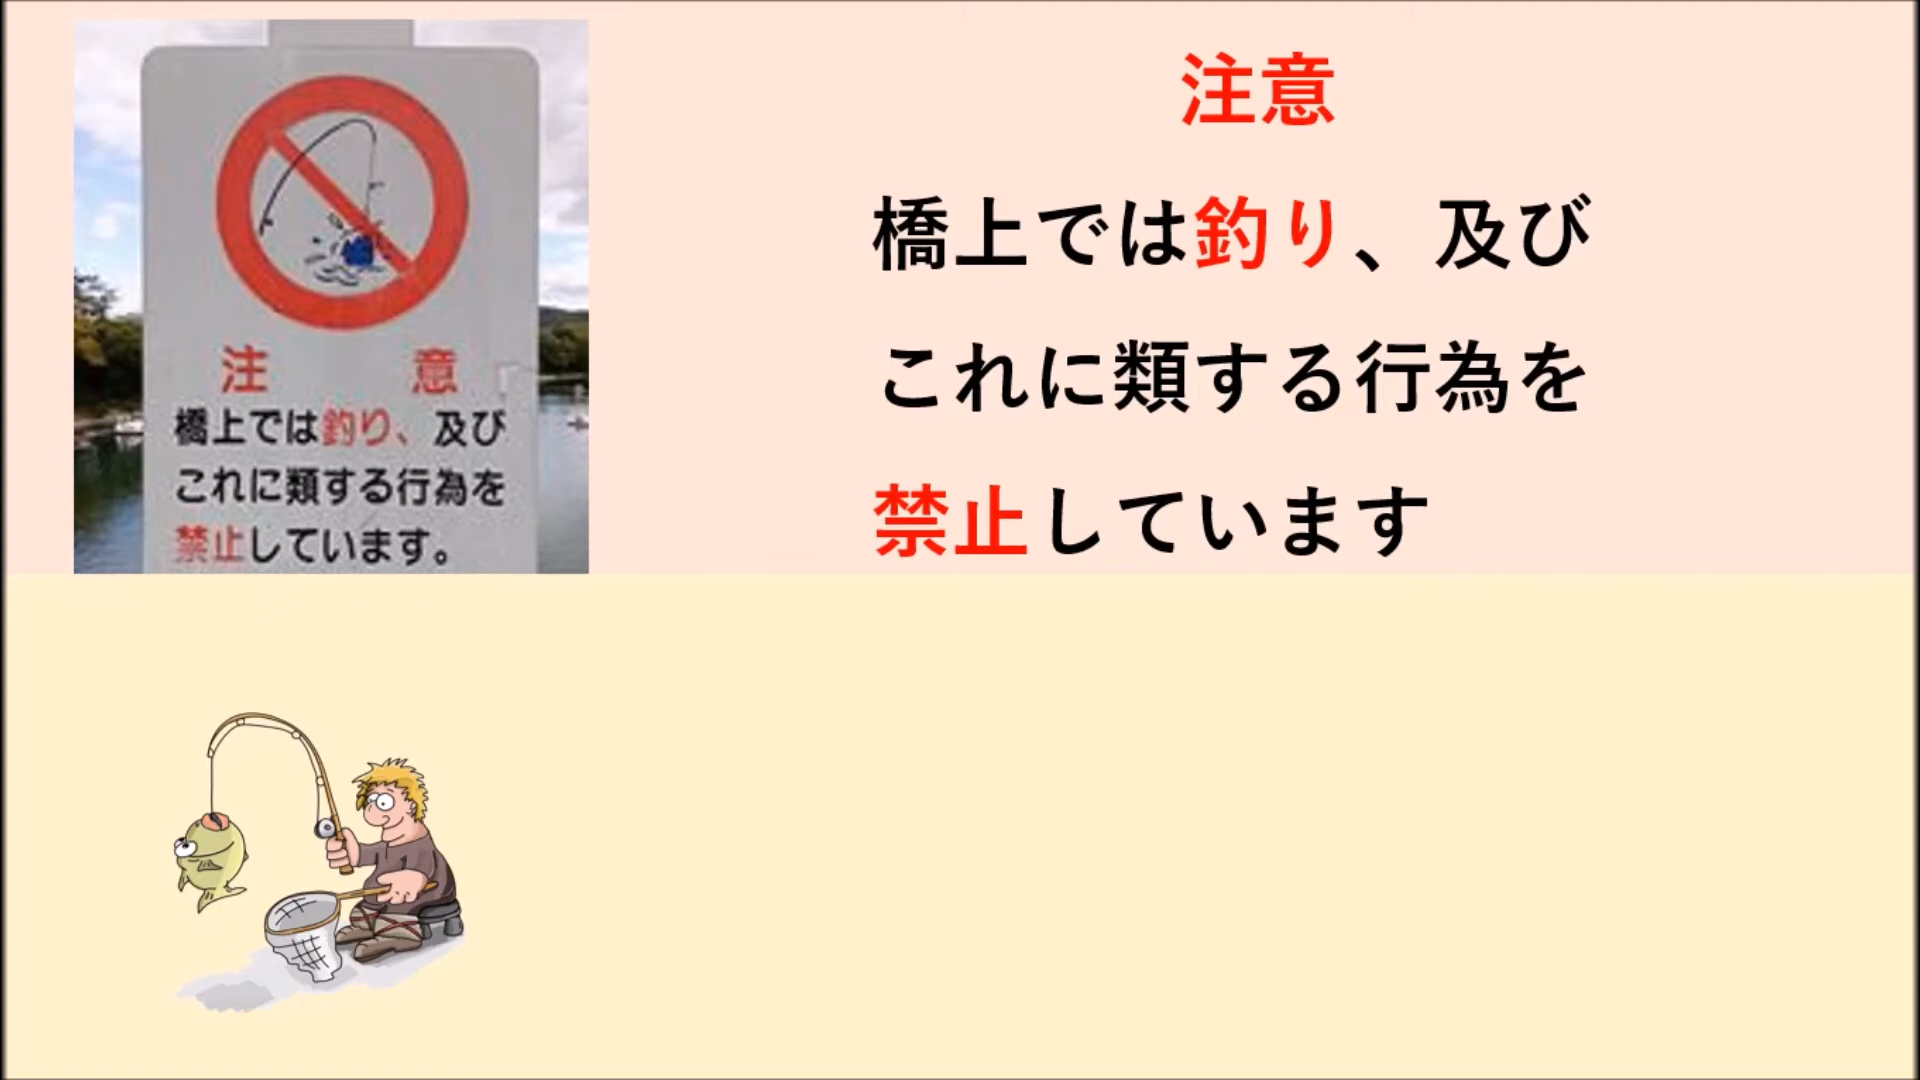 注 意
橋上では釣り、及び
これに類する行為を
禁止しています。
注意
橋上では釣り、及び
これに類する行為を
禁止しています